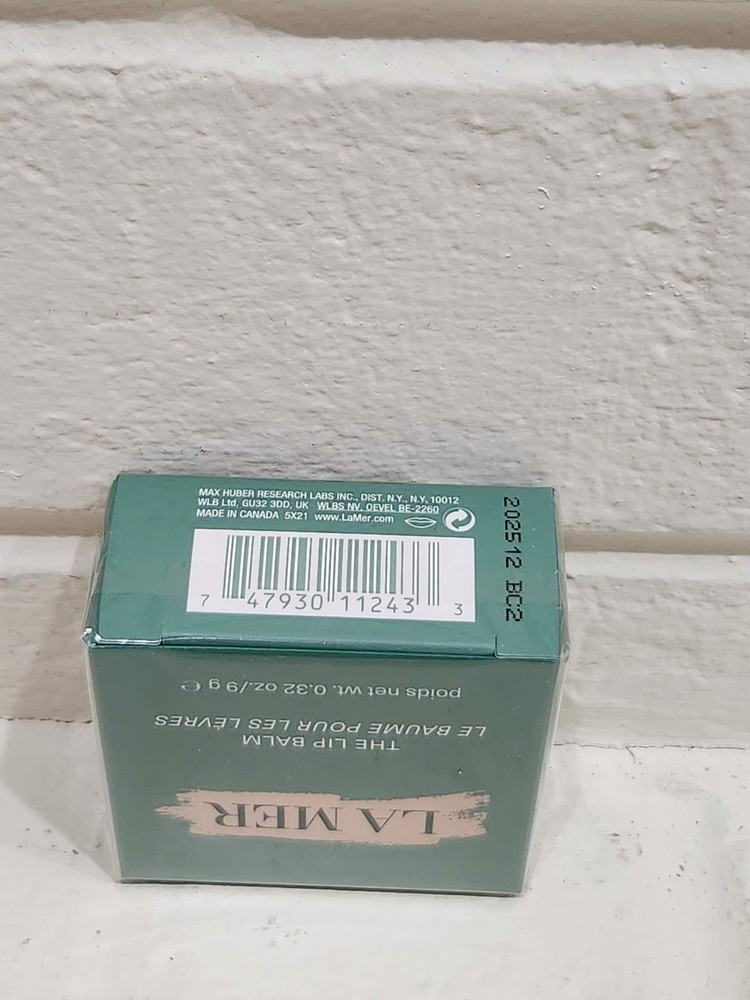 MAX HUBER RESEARCH LABS INC., DIST. N.Y., N.Y. 10012
WLB Ltd, GU32 3DD, UK WLBS NV. OEVEL BE-2260
MADE IN CANADA 5X21 www.LaMer.com
7 47930 11243 3
202512 BC2
LA MER
THE LIP BALM
LE BAUME POUR LES LÈVRES
poids net wt. 0.32 oz./9 g ℮